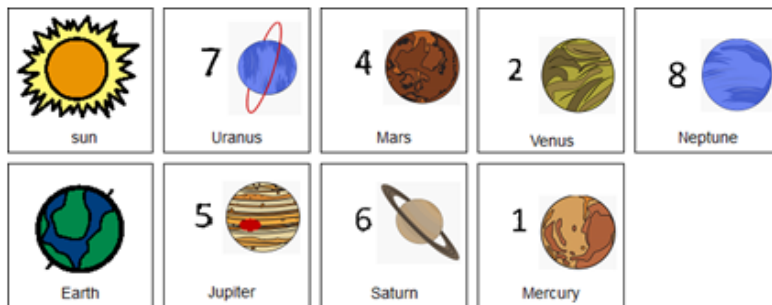 sun
7
Uranus
4
Mars
2
Venus
8
Neptune
Earth
5
Jupiter
6
Saturn
1
Mercury